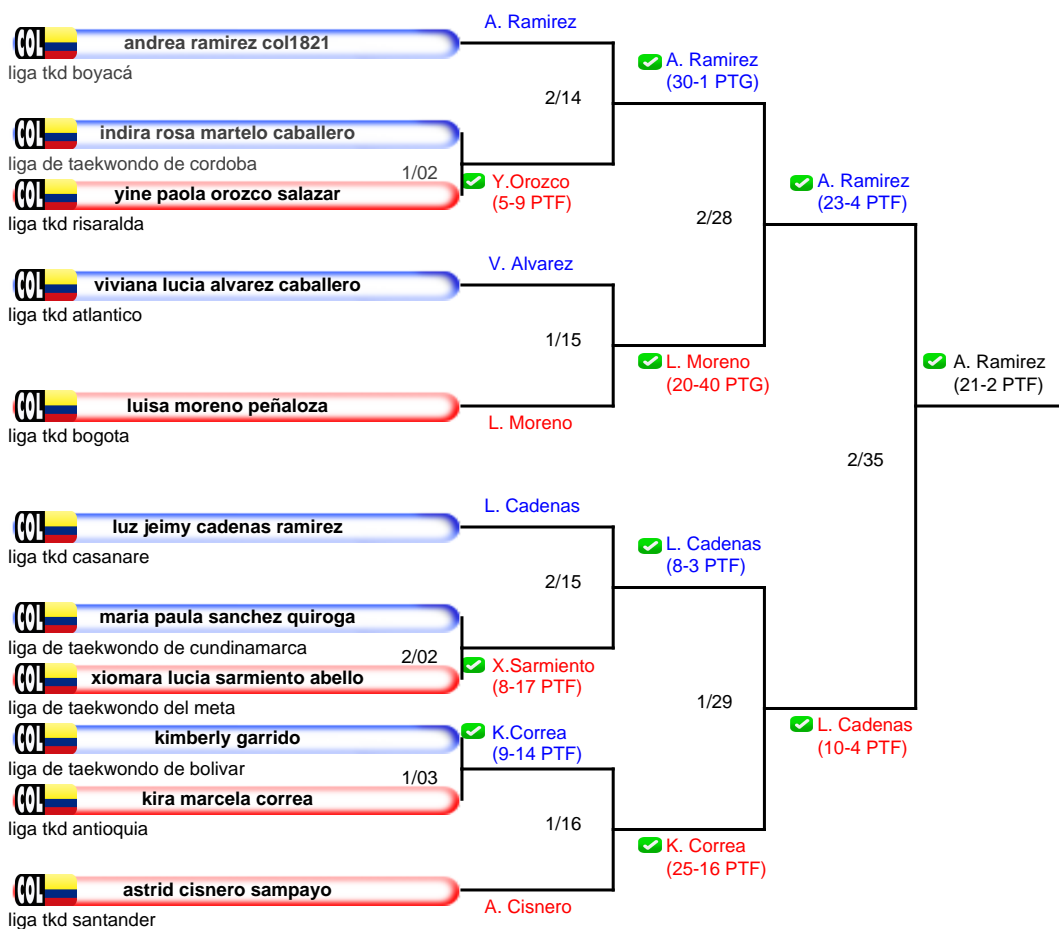 A. Ramirez
COL andrea ramirez col1821
liga tkd boyacá
A. Ramirez
(30-1 PTG)
2/14
COL indira rosa martelo caballero
liga de taekwondo de cordoba
1/02
COL yine paola orozco salazar
Y.Orozco
(5-9 PTF)
liga tkd risaralda
A. Ramirez
(23-4 PTF)
2/28
V. Alvarez
COL viviana lucia alvarez caballero
liga tkd atlantico
1/15
L. Moreno
(20-40 PTG)
A. Ramirez
(21-2 PTF)
COL luisa moreno peñaloza
L. Moreno
liga tkd bogota
2/35
L. Cadenas
COL luz jeimy cadenas ramirez
liga tkd casanare
L. Cadenas
(8-3 PTF)
2/15
COL maria paula sanchez quiroga
liga de taekwondo de cundinamarca
2/02
COL xiomara lucia sarmiento abello
X.Sarmiento
(8-17 PTF)
liga de taekwondo del meta
1/29
L. Cadenas
(10-4 PTF)
COL kimberly garrido
K.Correa
(9-14 PTF)
liga de taekwondo de bolivar
1/03
COL kira marcela correa
liga tkd antioquia
1/16
K. Correa
(25-16 PTF)
COL astrid cisnero sampayo
A. Cisnero
liga tkd santander